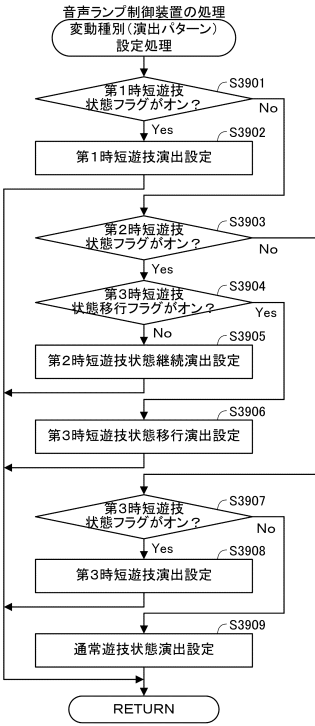 音声ランプ制御装置の処理
変動種別(演出パターン)
設定処理
第1時短遊技
状態フラグがオン？
S3901
No
Yes
S3902
第1時短遊技演出設定
第2時短遊技
状態フラグがオン？
S3903
No
Yes
第3時短遊技
状態移行フラグがオン？
S3904
Yes
No
S3905
第2時短遊技状態継続演出設定
S3906
第3時短遊技状態移行演出設定
第3時短遊技
状態フラグがオン？
S3907
No
Yes
S3908
第3時短遊技演出設定
S3909
通常遊技状態演出設定
RETURN